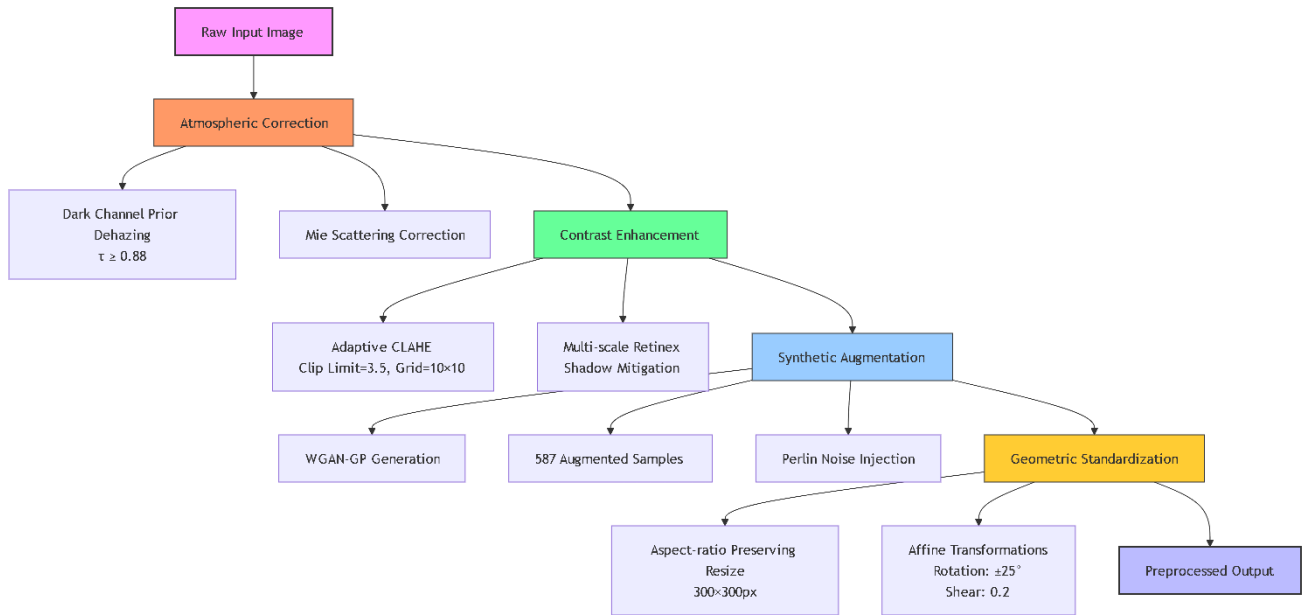 Raw Input Image
Atmospheric Correction
Dark Channel Prior
Dehazing
τ ≥ 0.88
Mie Scattering Correction
Contrast Enhancement
Adaptive CLAHE
Clip Limit=3.5, Grid=10×10
Multi-scale Retinex
Shadow Mitigation
Synthetic Augmentation
WGAN-GP Generation
587 Augmented Samples
Perlin Noise Injection
Geometric Standardization
Aspect-ratio Preserving
Resize
300×300px
Affine Transformations
Rotation: ±25°
Shear: 0.2
Preprocessed Output